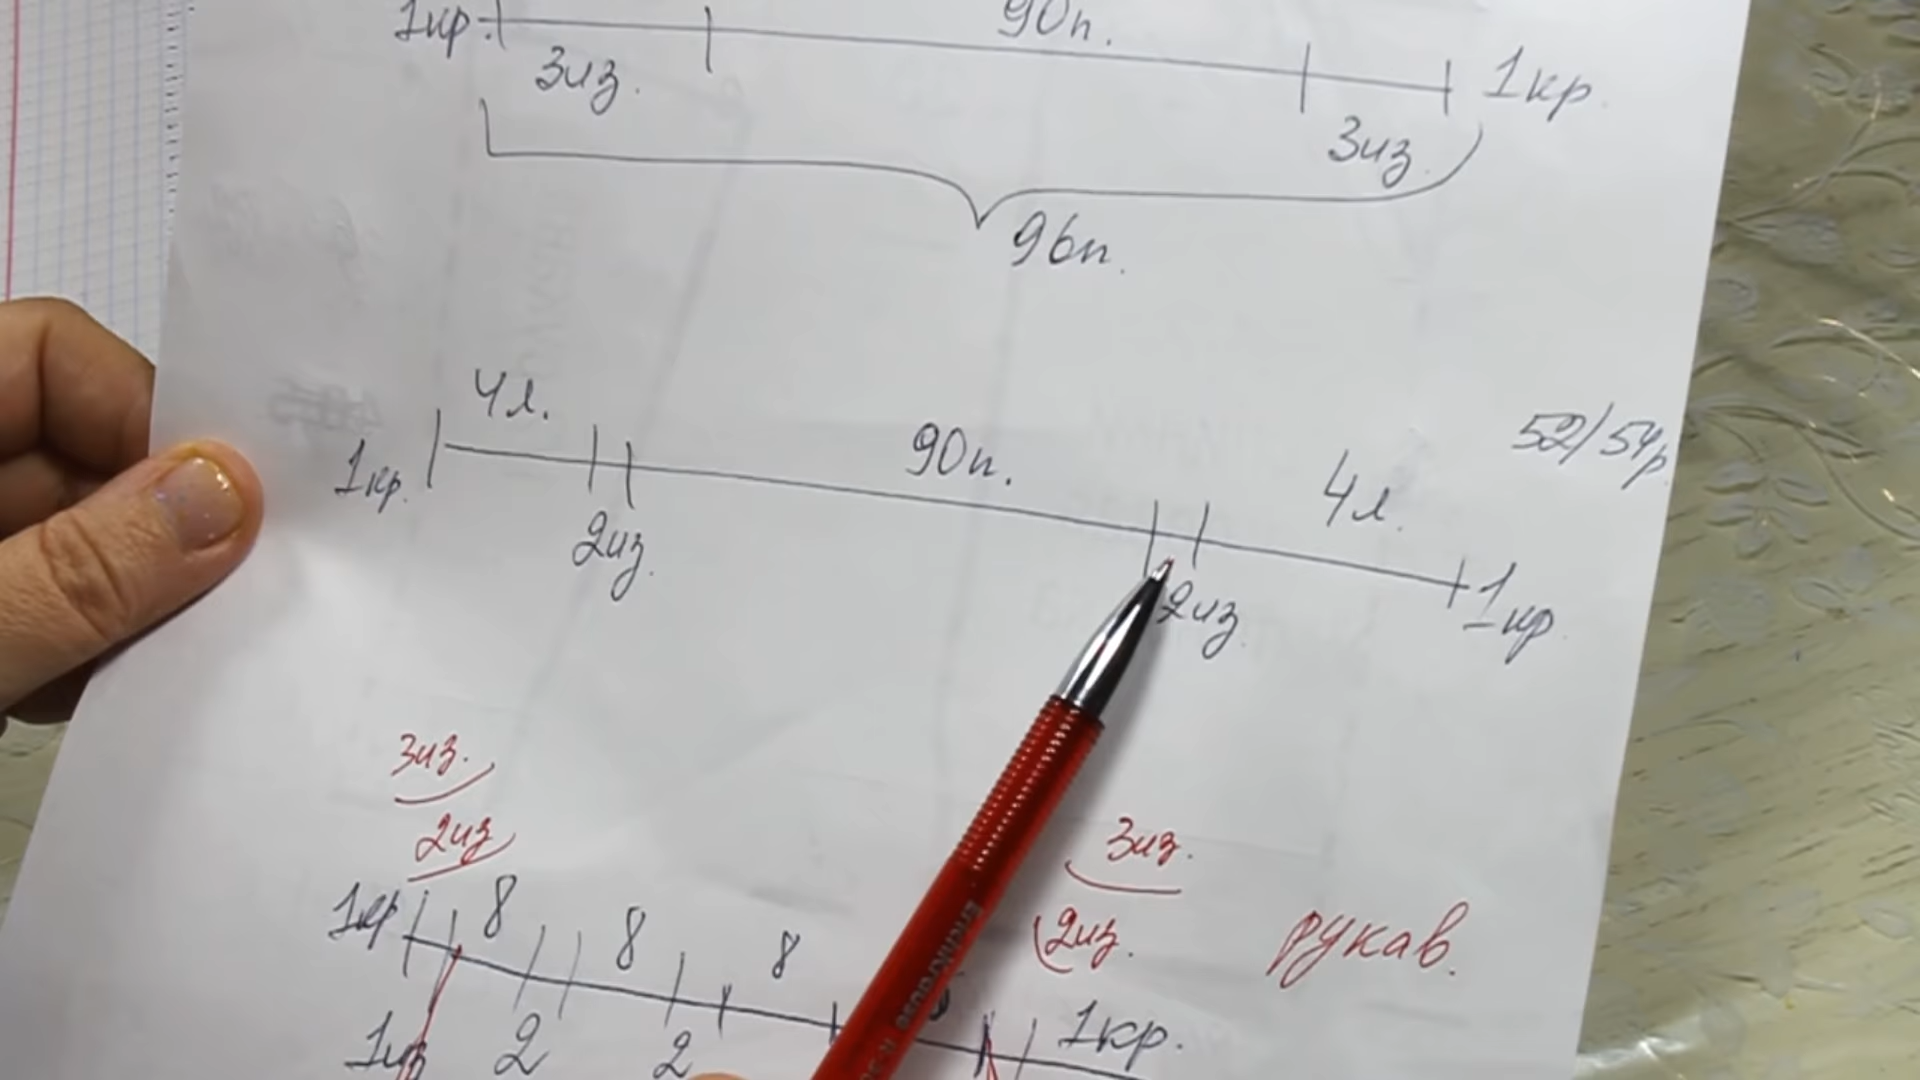 1кр. 90п. 1кр.
3из. 3из.
96п.
4л. 90п. 4л. 52/54р.
1кр. 2из. 2из. 1кр.
3из. 3из.
2из 2из. рукав.
1кр 8 8 8 1кр.
1из 2 2